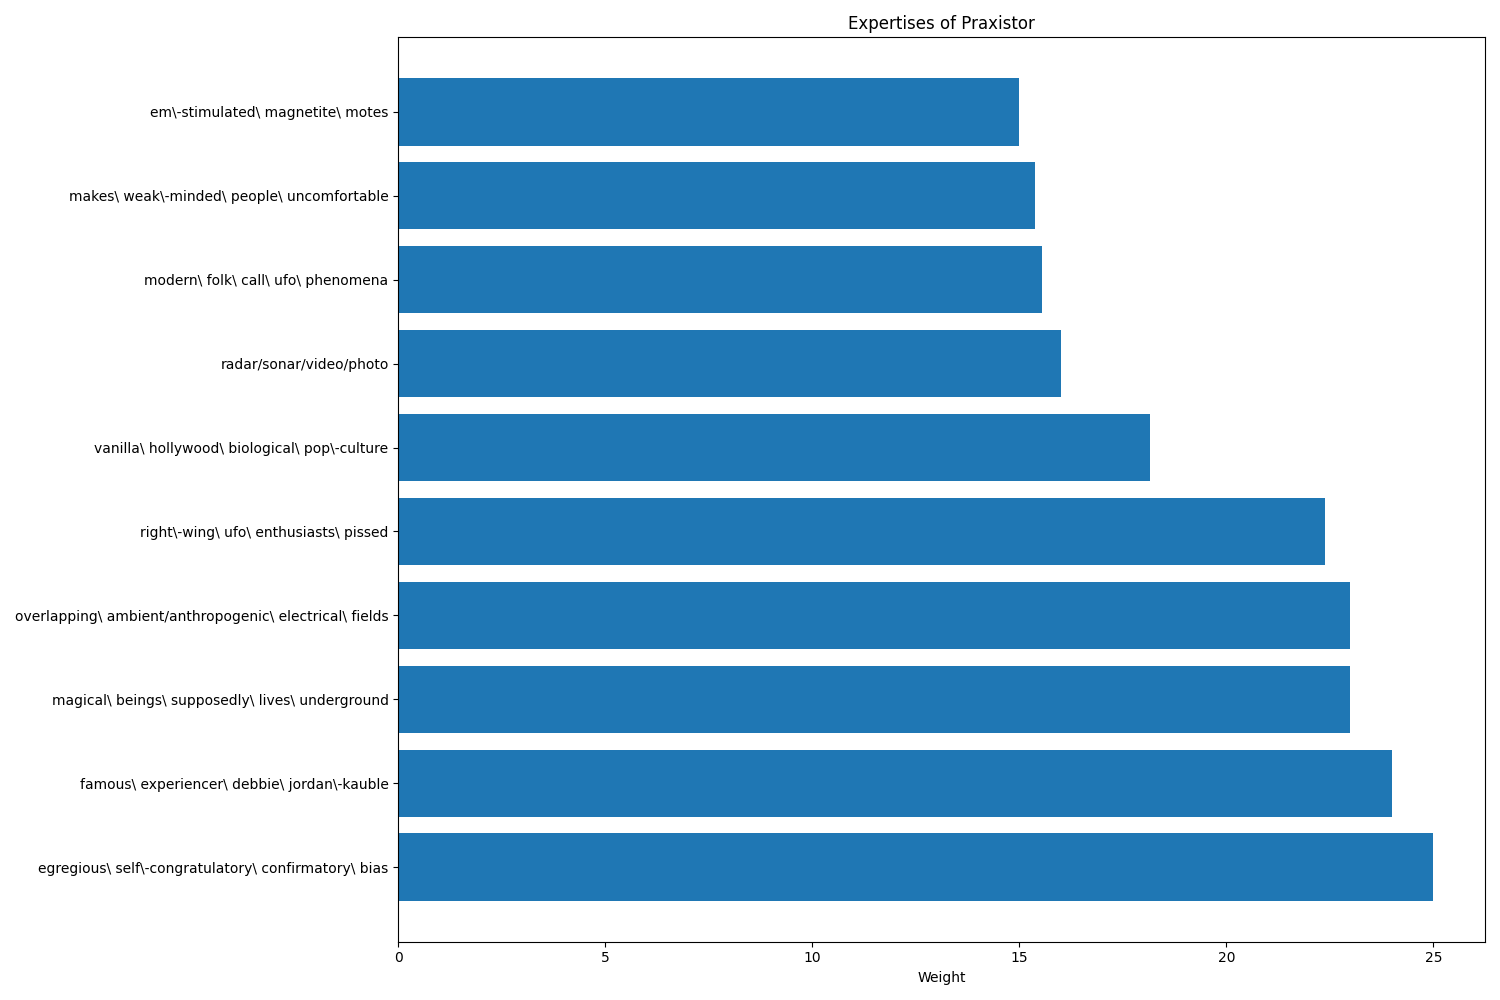 Expertises of Praxistor
em\-stimulated\ magnetite\ motes
makes\ weak\-minded\ people\ uncomfortable
modern\ folk\ call\ ufo\ phenomena
radar/sonar/video/photo
vanilla\ hollywood\ biological\ pop\-culture
right\-wing\ ufo\ enthusiasts\ pissed
overlapping\ ambient/anthropogenic\ electrical\ fields
magical\ beings\ supposedly\ lives\ underground
famous\ experiencer\ debbie\ jordan\-kauble
egregious\ self\-congratulatory\ confirmatory\ bias
0 5 10 15 20 25
Weight